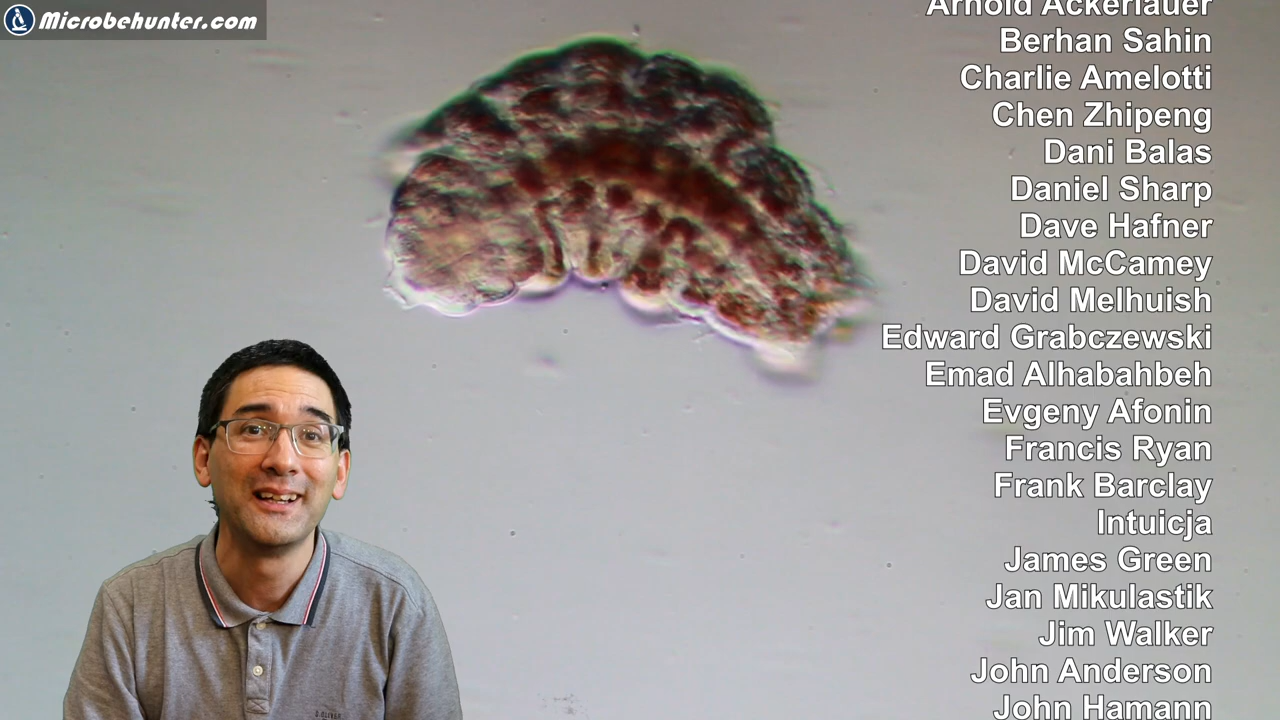 Microbehunter.com
Arnold Ackerlauer
Berhan Sahin
Charlie Amelotti
Chen Zhipeng
Dani Balas
Daniel Sharp
Dave Hafner
David McCamey
David Melhuish
Edward Grabczewski
Emad Alhabahbeh
Evgeny Afonin
Francis Ryan
Frank Barclay
Intuicja
James Green
Jan Mikulastik
Jim Walker
John Anderson
John Hamann